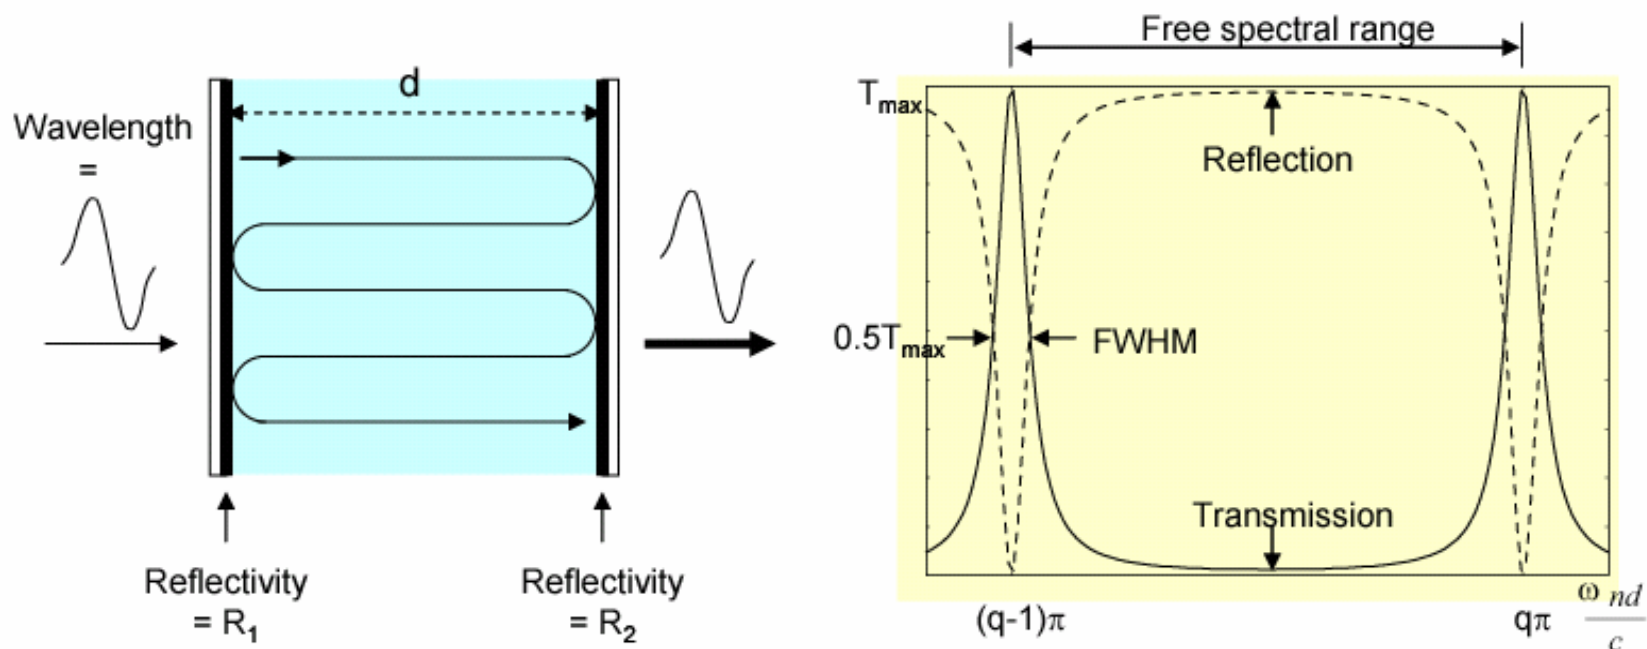 Wavelength
=
d
Reflectivity
= R₁
Reflectivity
= R₂
Free spectral range
Tmax
Reflection
0.5Tmax
FWHM
Transmission
(q-1)π
qπ
ω nd
c